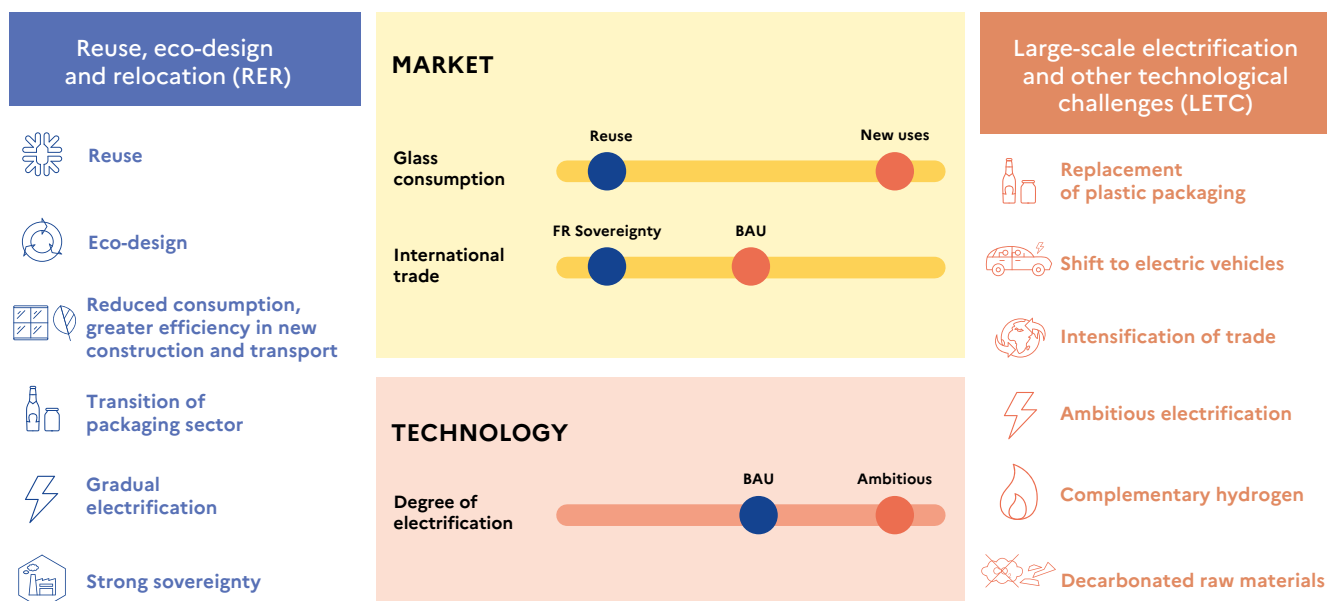 Reuse, eco-design
and relocation (RER)
Reuse
Eco-design
Reduced consumption,
greater efficiency in new
construction and transport
Transition of
packaging sector
Gradual
electrification
Strong sovereignty
MARKET
Reuse
New uses
Glass
consumption
FR Sovereignty
BAU
International
trade
TECHNOLOGY
BAU
Ambitious
Degree of
electrification
Large-scale electrification
and other technological
challenges (LETC)
Replacement
of plastic packaging
Shift to electric vehicles
Intensification of trade
Ambitious electrification
Complementary hydrogen
Decarbonated raw materials